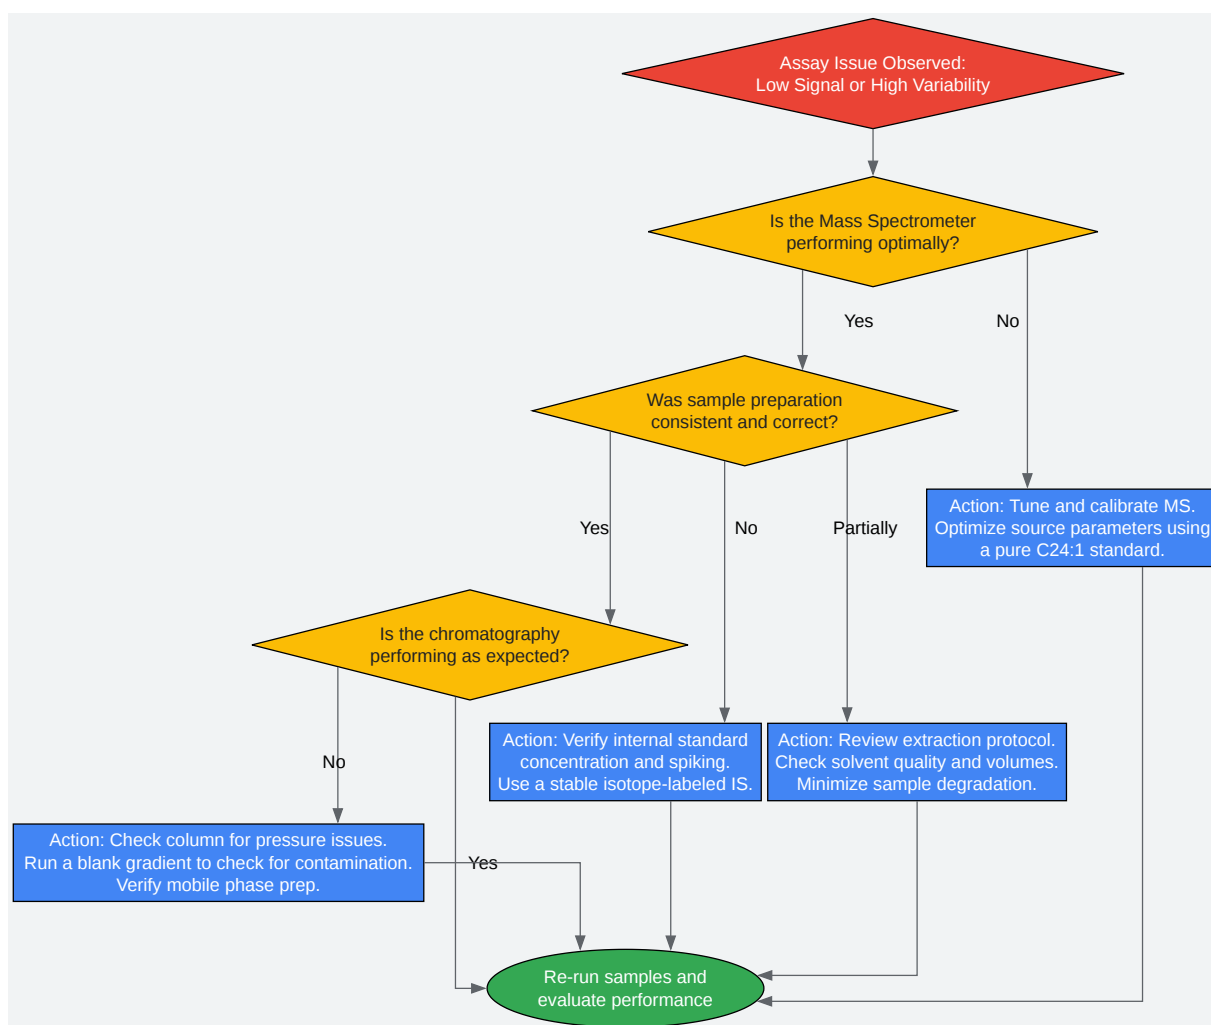 Assay Issue Observed:
Low Signal or High Variability
Is the Mass Spectrometer
performing optimally?
Yes
No
Was sample preparation
consistent and correct?
Yes
No
Partially
Action: Tune and calibrate MS.
Optimize source parameters using
a pure C24:1 standard.
Is the chromatography
performing as expected?
No
Action: Verify internal standard
concentration and spiking.
Use a stable isotope-labeled IS.
Action: Review extraction protocol.
Check solvent quality and volumes.
Minimize sample degradation.
Action: Check column for pressure issues.
Run a blank gradient to check for contamination.
Verify mobile phase prep.
Yes
Re-run samples and
evaluate performance